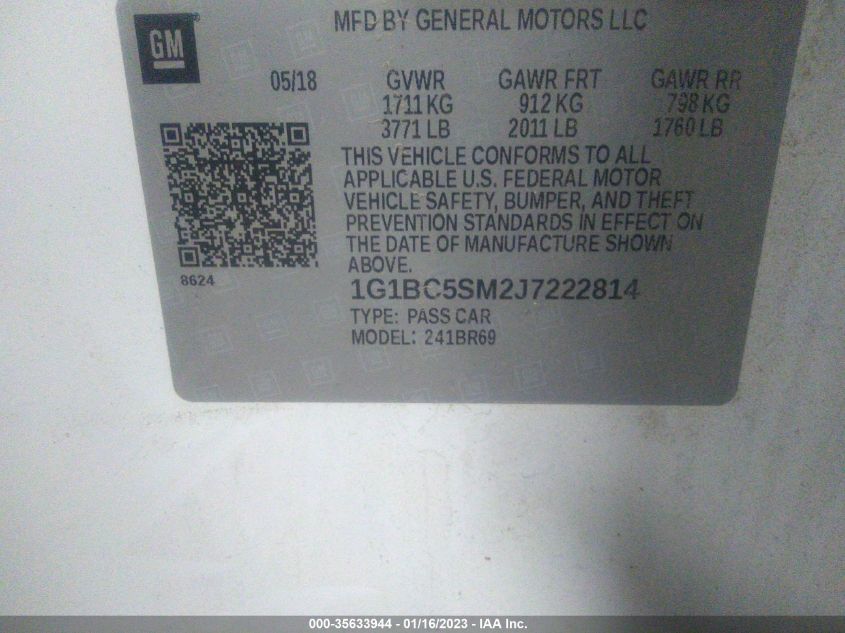 GM
MFD BY GENERAL MOTORS LLC
05/18 GVWR GAWR FRT GAWR RR
1711 KG 912 KG 798 KG
3771 LB 2011 LB 1760 LB
THIS VEHICLE CONFORMS TO ALL
APPLICABLE U.S. FEDERAL MOTOR
VEHICLE SAFETY, BUMPER, AND THEFT
PREVENTION STANDARDS IN EFFECT ON
THE DATE OF MANUFACTURE SHOWN
ABOVE.
8624
1G1BC5SM2J7222814
TYPE: PASS CAR
MODEL: 241BR69
000-35633944 - 01/16/2023 - IAA Inc.